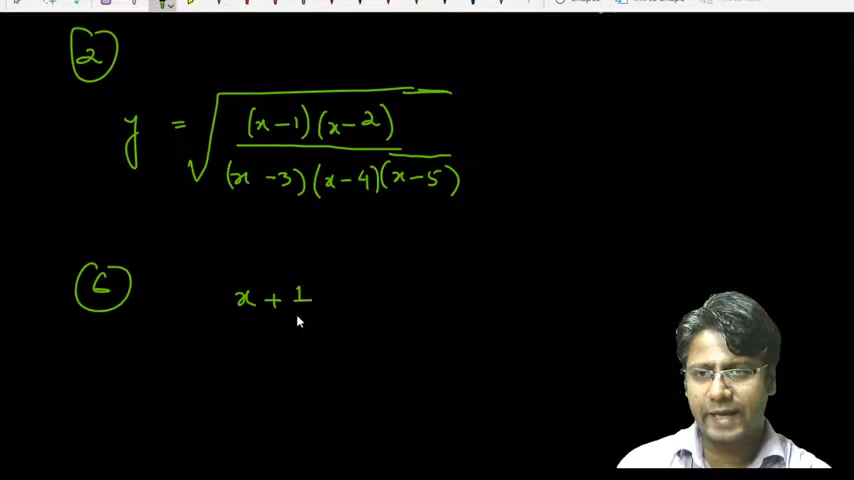 2
y = √((x-1)(x-2) / (x-3)(x-4)(x-5))
6
x + 1